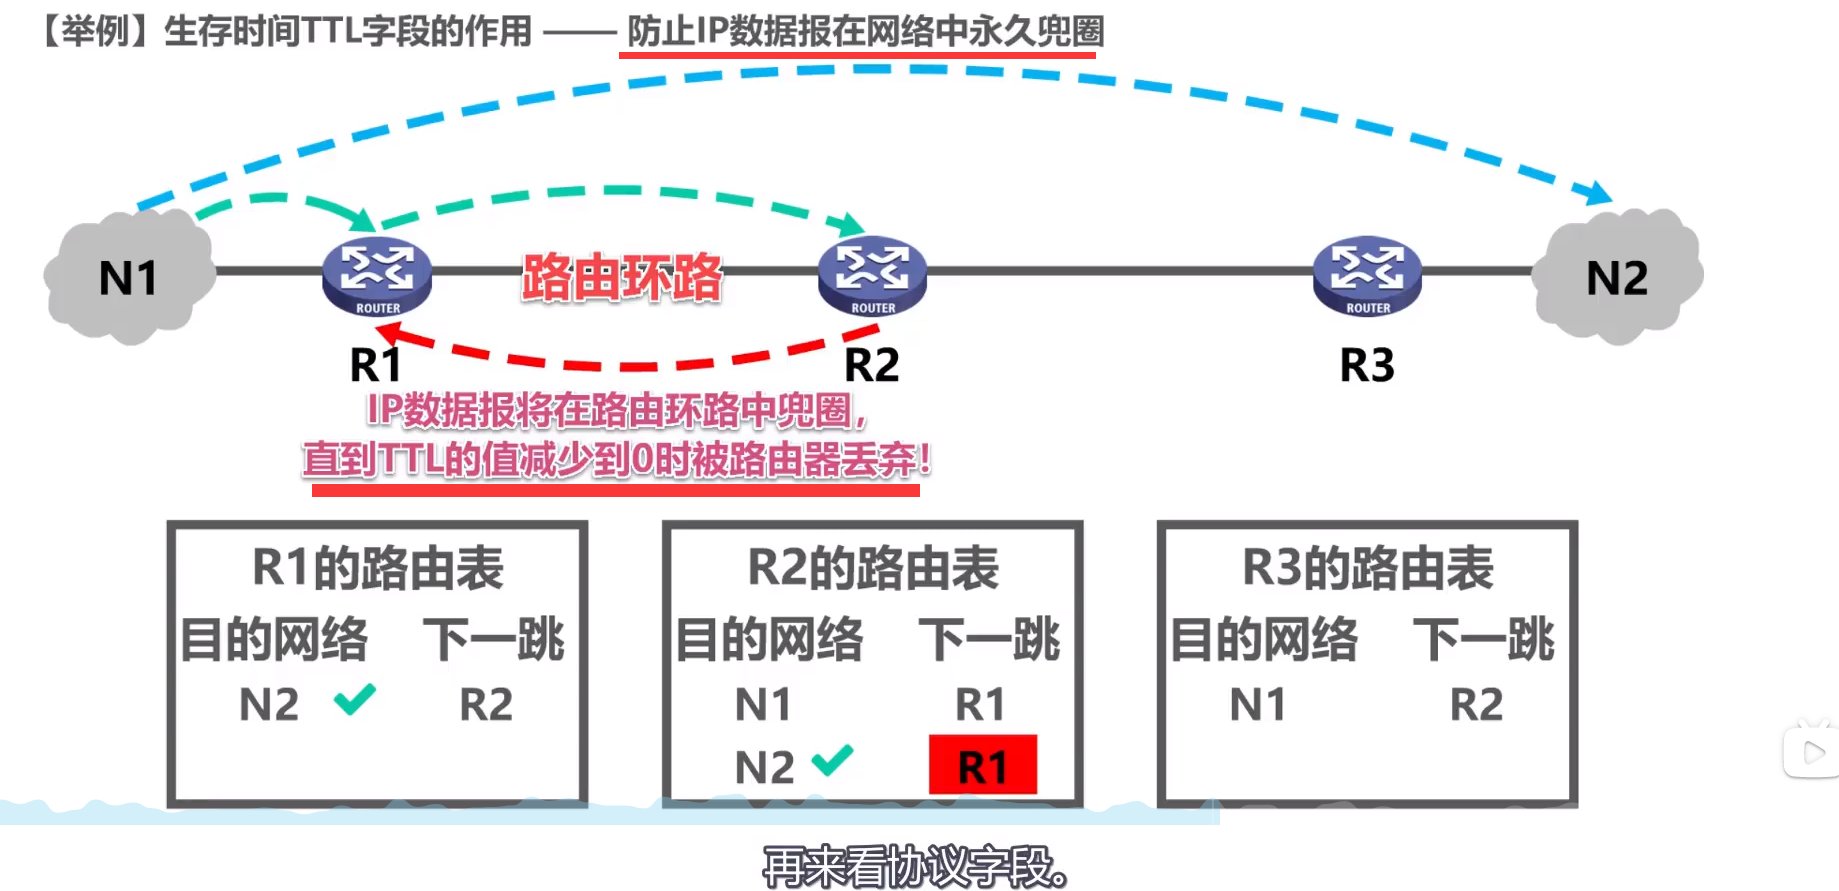 【举例】生存时间TTL字段的作用 —— 防止IP数据报在网络中永久兜圈
N1
ROUTER
路由环路
ROUTER
ROUTER
N2
R1
R2
R3
IP数据报将在路由环路中兜圈，
直到TTL的值减少到0时被路由器丢弃！
R1的路由表
目的网络 下一跳
N2 R2
R2的路由表
目的网络 下一跳
N1 R1
N2 R1
R3的路由表
目的网络 下一跳
N1 R2
再来看协议字段。